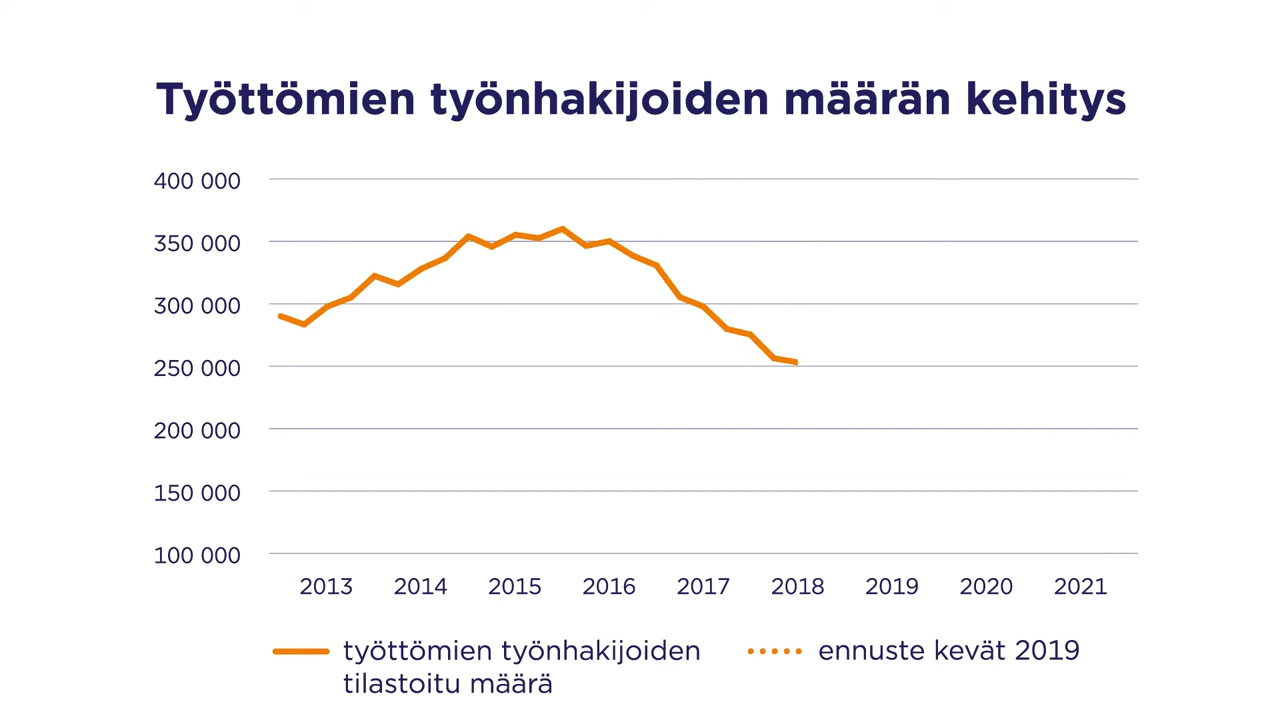 Työttömien työnhakijoiden määrän kehitys
400 000
350 000
300 000
250 000
200 000
150 000
100 000
2013 2014 2015 2016 2017 2018 2019 2020 2021
työttömien työnhakijoiden ennuste kevät 2019
tilastoitu määrä